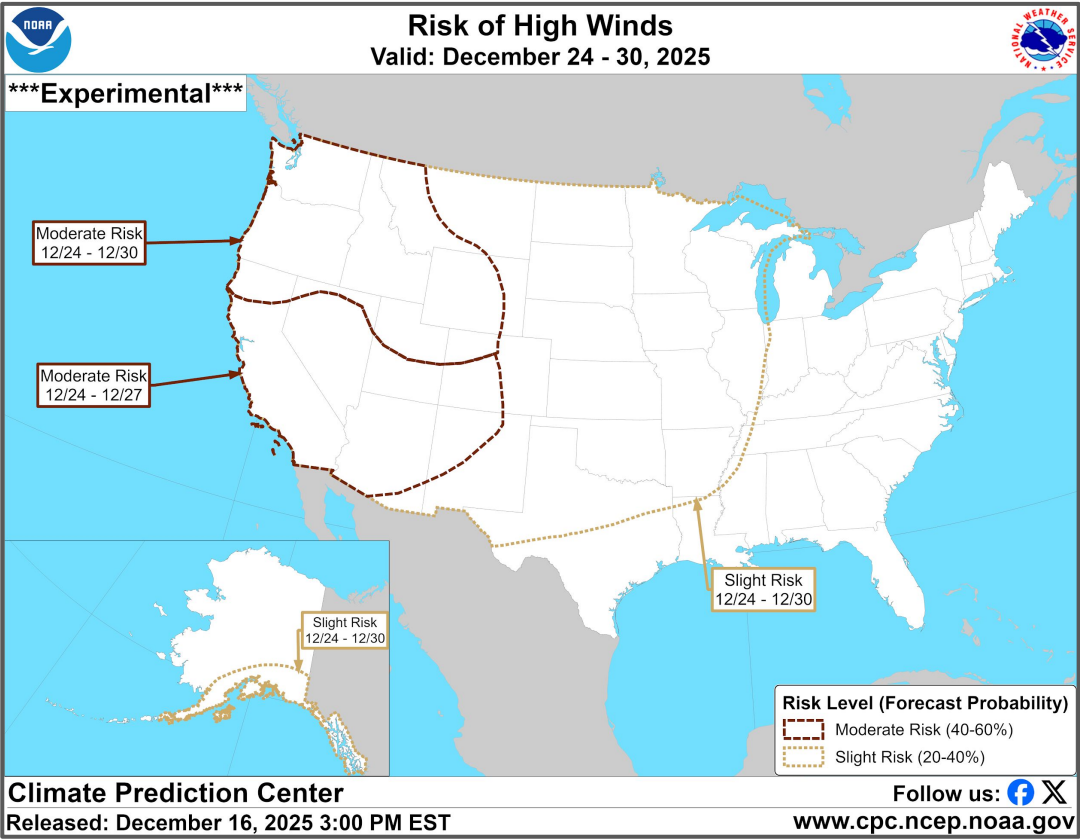 NOAA
Risk of High Winds
Valid: December 24 - 30, 2025
NATIONAL WEATHER SERVICE
***Experimental***
Moderate Risk
12/24 - 12/30
Moderate Risk
12/24 - 12/27
Slight Risk
12/24 - 12/30
Slight Risk
12/24 - 12/30
Risk Level (Forecast Probability)
Moderate Risk (40-60%)
Slight Risk (20-40%)
Climate Prediction Center
Follow us:
Released: December 16, 2025 3:00 PM EST
www.cpc.ncep.noaa.gov